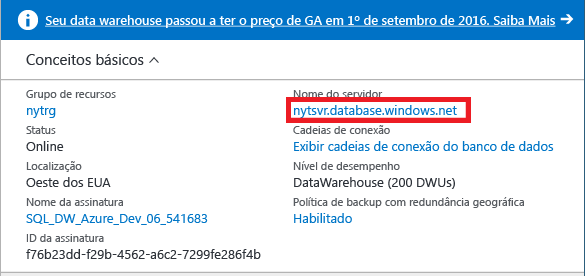 Seu data warehouse passou a ter o preço de GA em 1º de setembro de 2016. Saiba Mais
Conceitos básicos
Grupo de recursos
nytrg
Status
Online
Localização
Oeste dos EUA
Nome da assinatura
SQL_DW_Azure_Dev_06_541683
ID da assinatura
f76b23dd-f29b-4562-a6c2-7299fe286f4b
Nome do servidor
nytsvr.database.windows.net
Cadeias de conexão
Exibir cadeias de conexão do banco de dados
Nível de desempenho
DataWarehouse (200 DWUs)
Política de backup com redundância geográfica
Habilitado